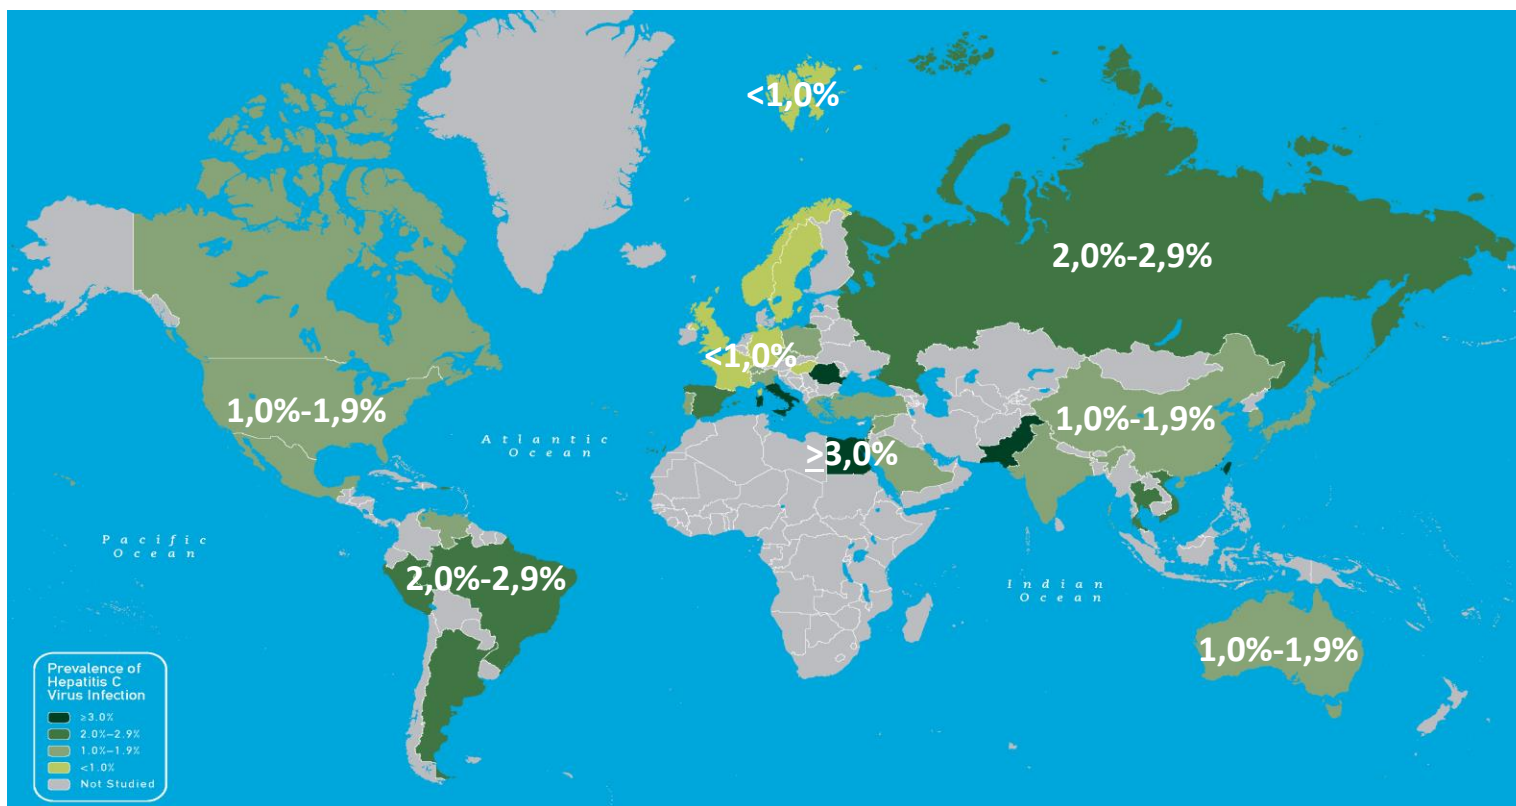 <1,0%
2,0%-2,9%
<1,0%
1,0%-1,9%
1,0%-1,9%
Atlantic
Ocean
≥3,0%
Pacific
Ocean
2,0%-2,9%
Indian
Ocean
1,0%-1,9%
Prevalence of
Hepatitis C
Virus Infection
≥3.0%
2.0%–2.9%
1.0%–1.9%
<1.0%
Not Studied